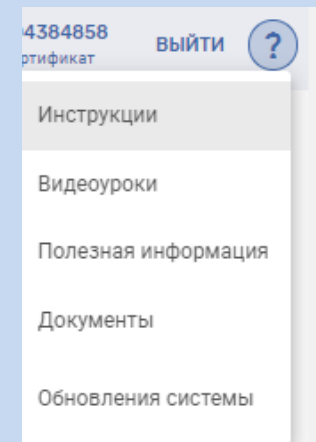 4384858 ВЫЙТИ ?
ртификат
Инструкции
Видеоуроки
Полезная информация
Документы
Обновления системы